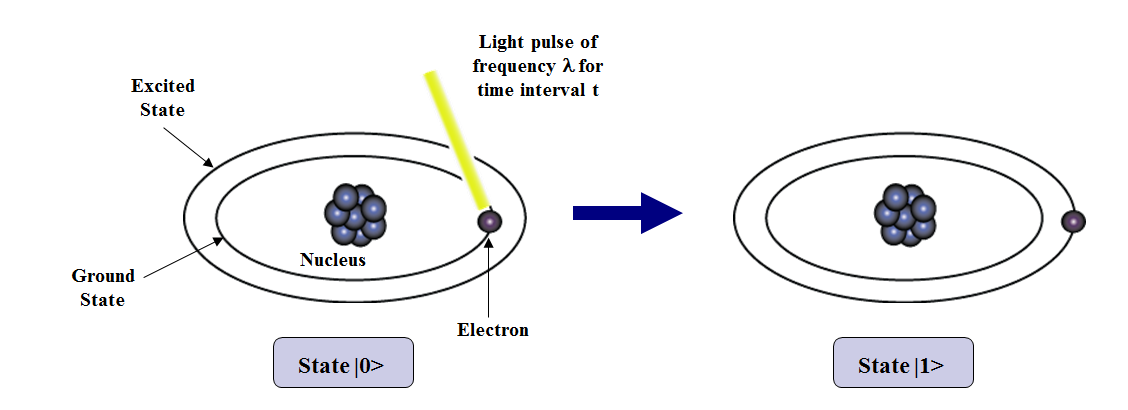 Light pulse of
frequency λ for
time interval t
Excited
State
Nucleus
Ground
State
Electron
State |0>
State |1>